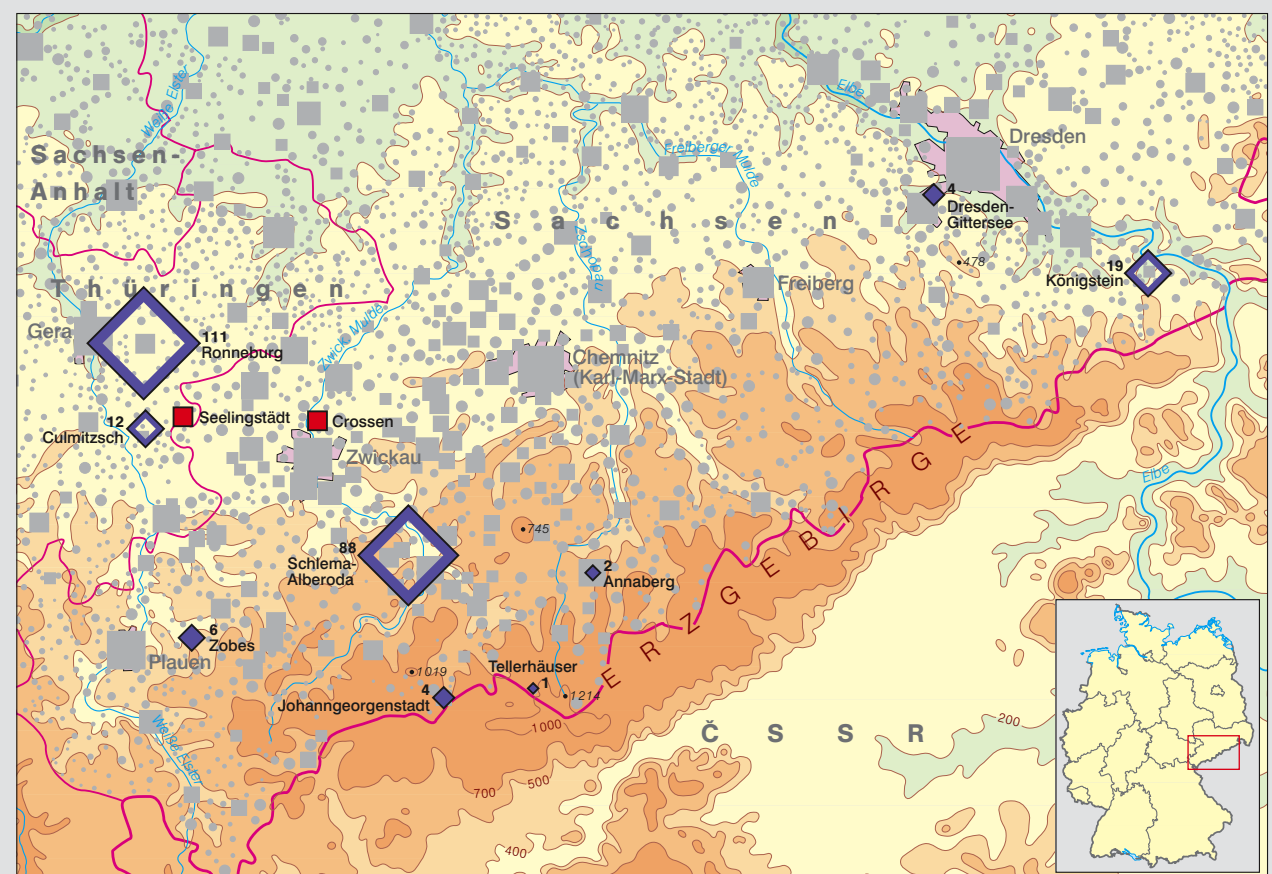 Weiße Elster
Elbe
Dresden
Freiberger Mulde
Sachsen-
Anhalt
4
Dresden-
Gittersee
Sachsen
Zschopau
478
19
Königstein
Thüringen
Freiberg
Gera
111
Ronneburg
Zwick. Mulde
Chemnitz
(Karl-Marx-Stadt)
12
Culmitzsch
Seelingstädt
Crossen
Zwickau
Elbe
ERZGEBIRGE
745
88
Schlema-
Alberoda
2
Annaberg
6
Zobes
Plauen
1019
Tellerhäuser
1
1214
4
Johanngeorgenstadt
1000
Weiße Elster
ČSSR
200
700
500
400